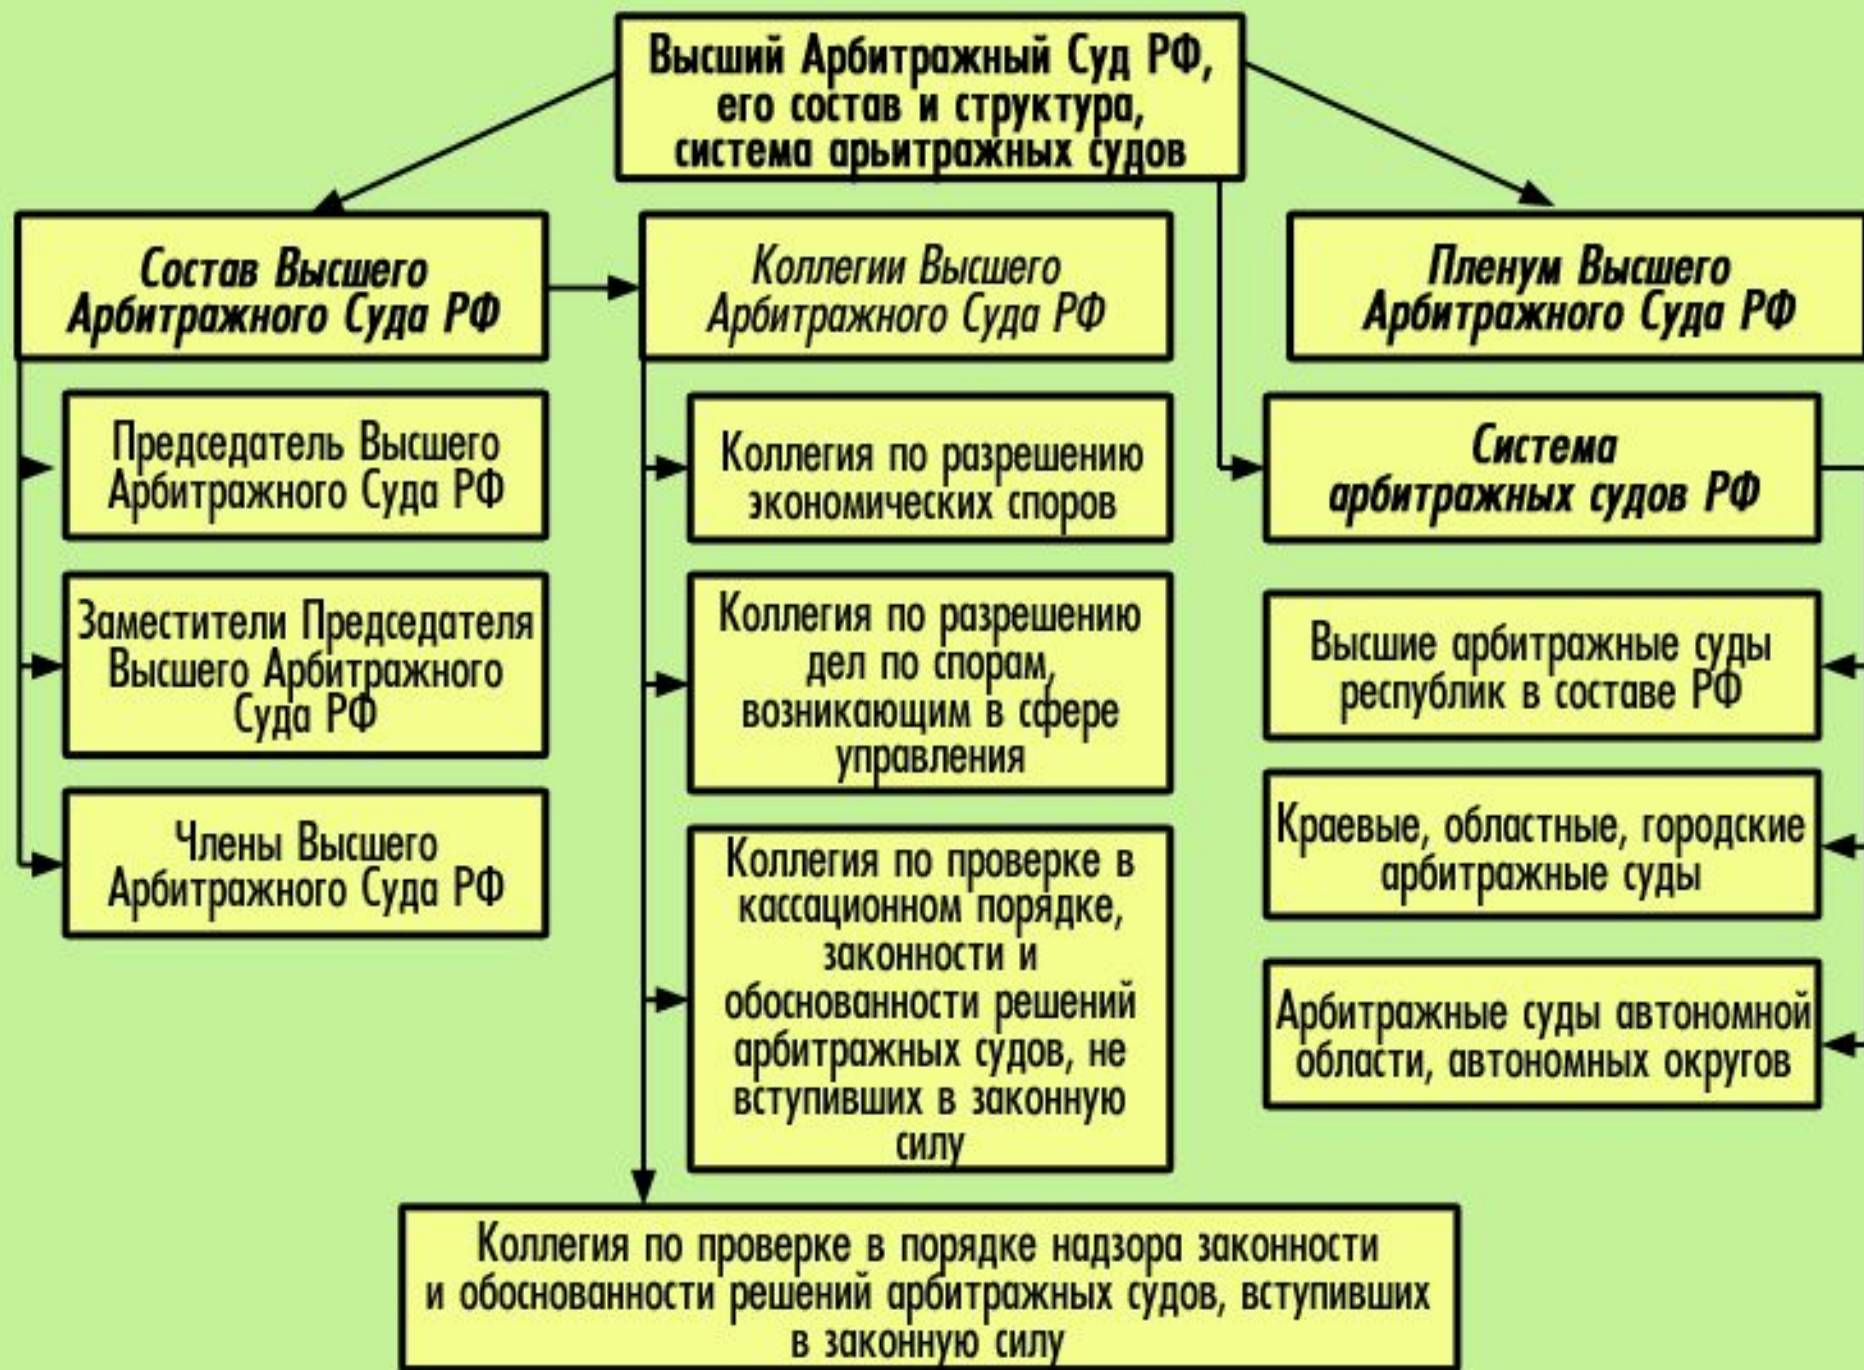 Высший Арбитражный Суд РФ,
его состав и структура,
система арьитражных судов
Состав Высшего
Арбитражного Суда РФ
Коллегии Высшего
Арбитражного Суда РФ
Пленум Высшего
Арбитражного Суда РФ
Председатель Высшего
Арбитражного Суда РФ
Заместители Председателя
Высшего Арбитражного
Суда РФ
Члены Высшего
Арбитражного Суда РФ
Коллегия по разрешению
экономических споров
Коллегия по разрешению
дел по спорам,
возникающим в сфере
управления
Коллегия по проверке в
кассационном порядке,
законности и
обоснованности решений
арбитражных судов, не
вступивших в законную
силу
Коллегия по проверке в порядке надзора законности
и обоснованности решений арбитражных судов, вступивших
в законную силу
Система
арбитражных судов РФ
Высшие арбитражные суды
республик в составе РФ
Краевые, областные, городские
арбитражные суды
Арбитражные суды автономной
области, автономных округов